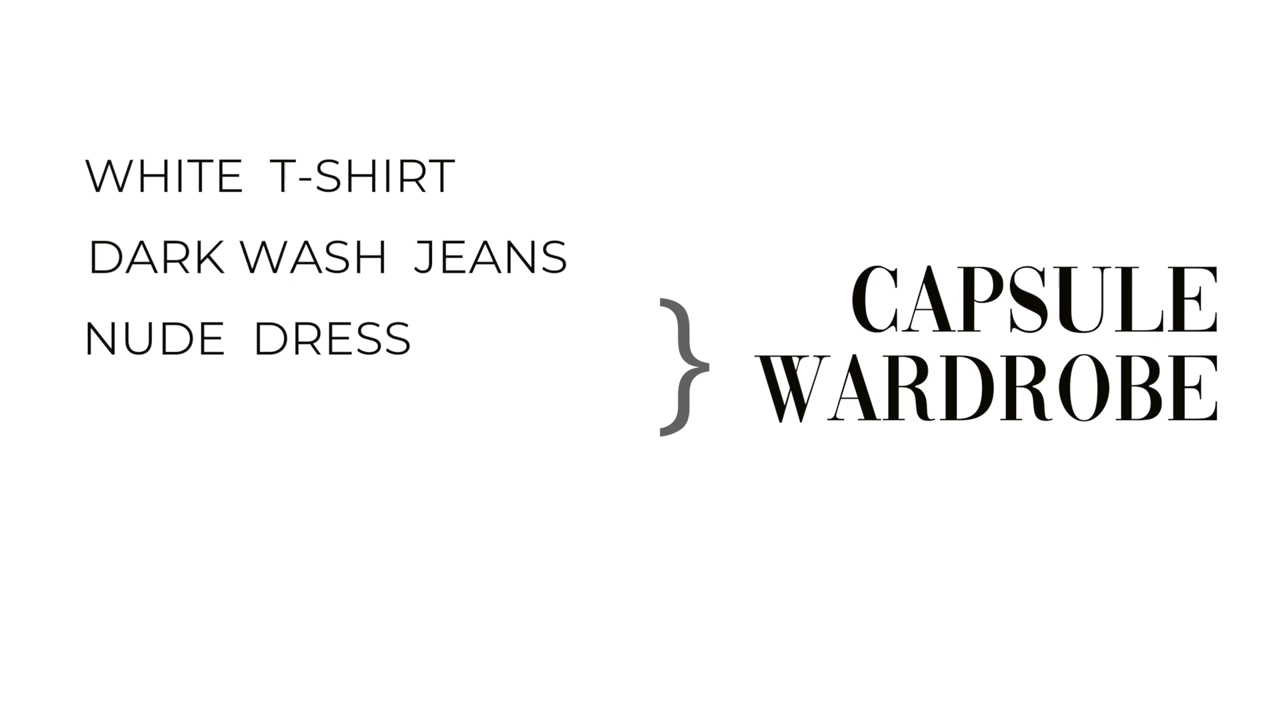 WHITE T-SHIRT
DARK WASH JEANS
NUDE DRESS
}
CAPSULE
WARDROBE